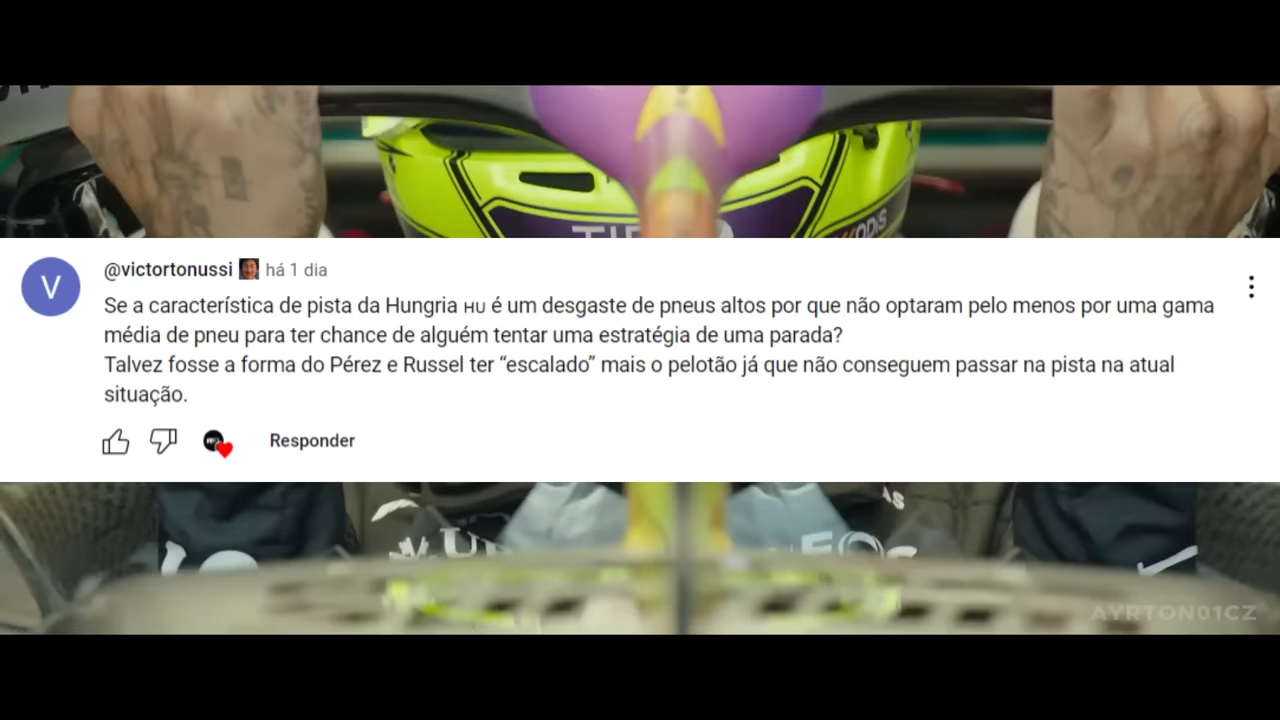 @victortonussi há 1 dia
V
Se a característica de pista da Hungria HU é um desgaste de pneus altos por que não optaram pelo menos por uma gama
média de pneu para ter chance de alguém tentar uma estratégia de uma parada?
Talvez fosse a forma do Pérez e Russel ter “escalado” mais o pelotão já que não conseguem passar na pista na atual
situação.
Responder
AYRTON01CZ